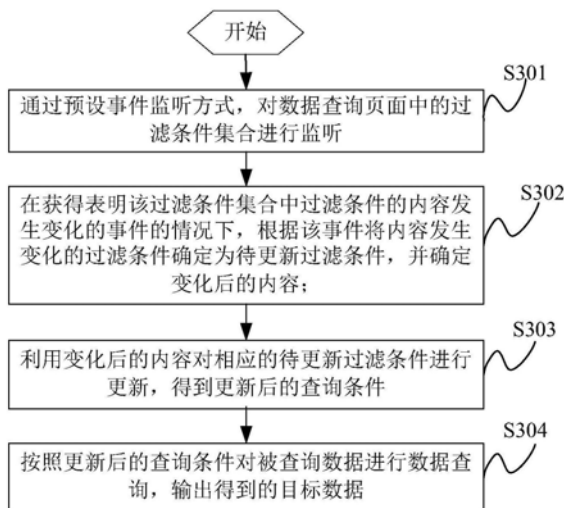 开始
S301
通过预设事件监听方式，对数据查询页面中的过
滤条件集合进行监听
S302
在获得表明该过滤条件集合中过滤条件的内容发
生变化的事件的情况下，根据该事件将内容发生
变化的过滤条件确定为待更新过滤条件，并确定
变化后的内容；
S303
利用变化后的内容对相应的待更新过滤条件进行
更新，得到更新后的查询条件
S304
按照更新后的查询条件对被查询数据进行数据查
询，输出得到的目标数据